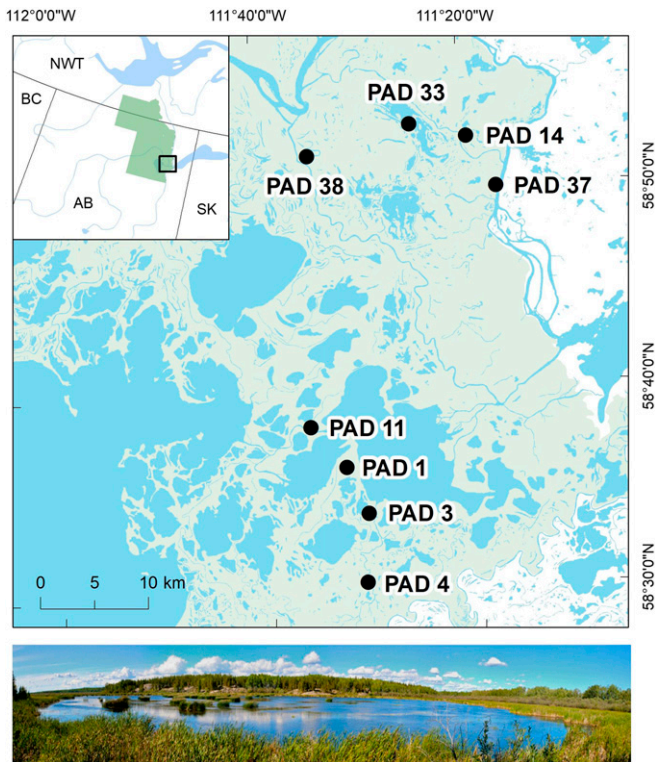 112°0'0"W
111°40'0"W
111°20'0"W
NWT
BC
AB
SK
PAD 33
PAD 14
PAD 38
PAD 37
58°50'0"N
58°40'0"N
PAD 11
PAD 1
PAD 3
PAD 4
58°30'0"N
0 5 10 km